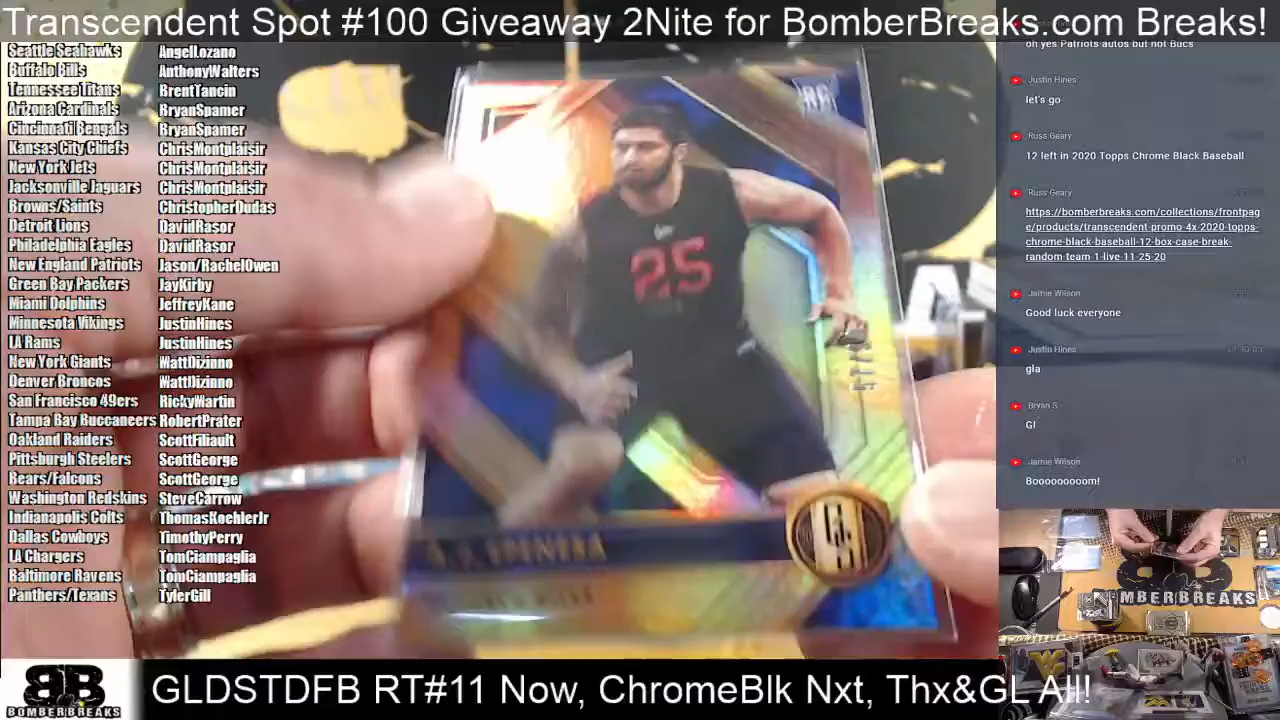 Transcendent Spot #100 Giveaway 2Nite for BomberBreaks.com Breaks!
Seattle Seahawks AngelLozano
Buffalo Bills AnthonyWalters
Tennessee Titans BrentTancin
Arizona Cardinals BryanSpamer
Cincinnati Bengals BryanSpamer
Kansas City Chiefs ChrisMontplaisir
New York Jets ChrisMontplaisir
Jacksonville Jaguars ChrisMontplaisir
Browns/Saints ChristopherDudas
Detroit Lions DavidRasor
Philadelphia Eagles DavidRasor
New England Patriots Jason/RachelOwen
Green Bay Packers JayKirby
Miami Dolphins JeffreyKane
Minnesota Vikings JustinHines
LA Rams JustinHines
New York Giants MattDizinno
Denver Broncos MattDizinno
San Francisco 49ers RickyMartin
Tampa Bay Buccaneers RobertPrater
Oakland Raiders ScottFiliault
Pittsburgh Steelers ScottGeorge
Bears/Falcons ScottGeorge
Washington Redskins SteveCarrow
Indianapolis Colts ThomasKoehlerJr
Dallas Cowboys TimothyPerry
LA Chargers TomCiampaglia
Baltimore Ravens TomCiampaglia
Panthers/Texans TylerGill
25
oh yes Patriots autos but not Bucs
Justin Hines
let's go
Russ Geary
12 left in 2020 Topps Chrome Black Baseball
Russ Geary
https://bomberbreaks.com/collections/frontpag
e/products/transcendent-promo-4x-2020-topps-
chrome-black-baseball-12-box-case-break-
random-team-1-live-11-25-20
Jamie Wilson
Good luck everyone
Justin Hines
gla
Bryan S
Gl
Jamie Wilson
Booooooooom!
MBERBREAKS
BB
BOMBERBREAKS
GLDSTDFB RT#11 Now, ChromeBlk Nxt, Thx&GL All!